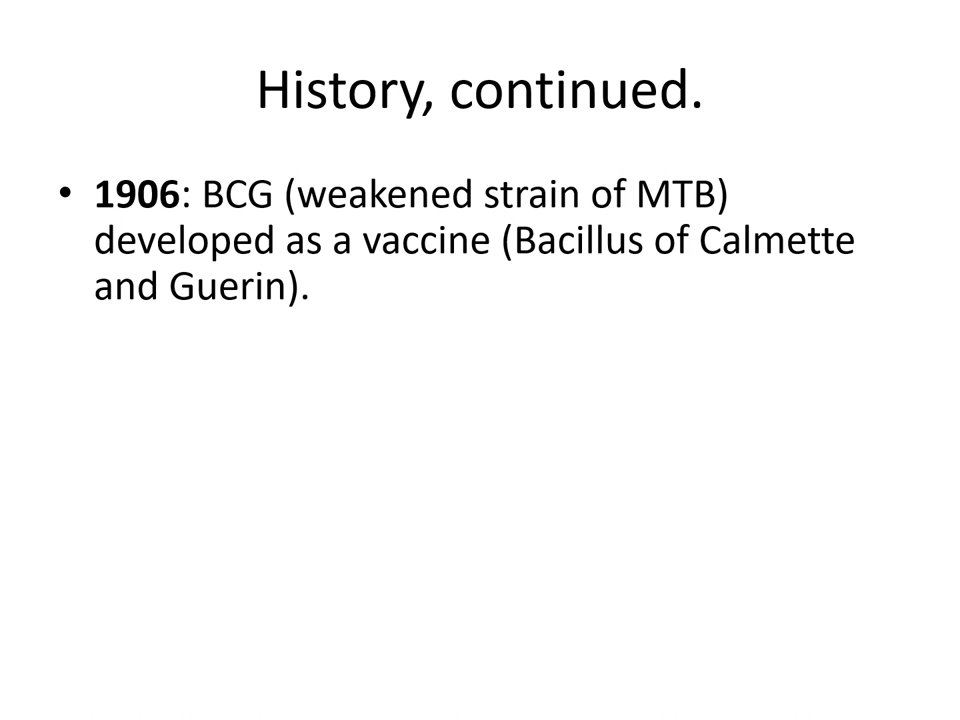 History, continued.
• 1906: BCG (weakened strain of MTB)
developed as a vaccine (Bacillus of Calmette
and Guerin).